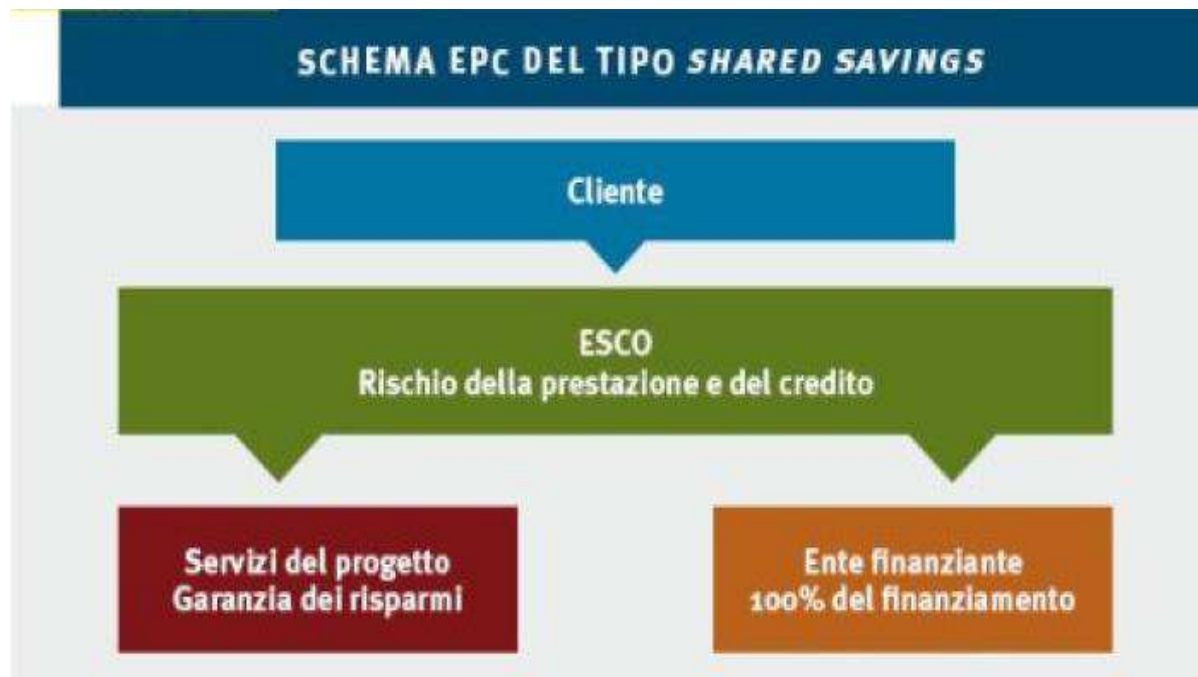 SCHEMA EPC DEL TIPO SHARED SAVINGS
Cliente
ESCO
Rischio della prestazione e del credito
Servizi del progetto
Garanzia dei risparmi
Ente finanziante
100% del finanziamento